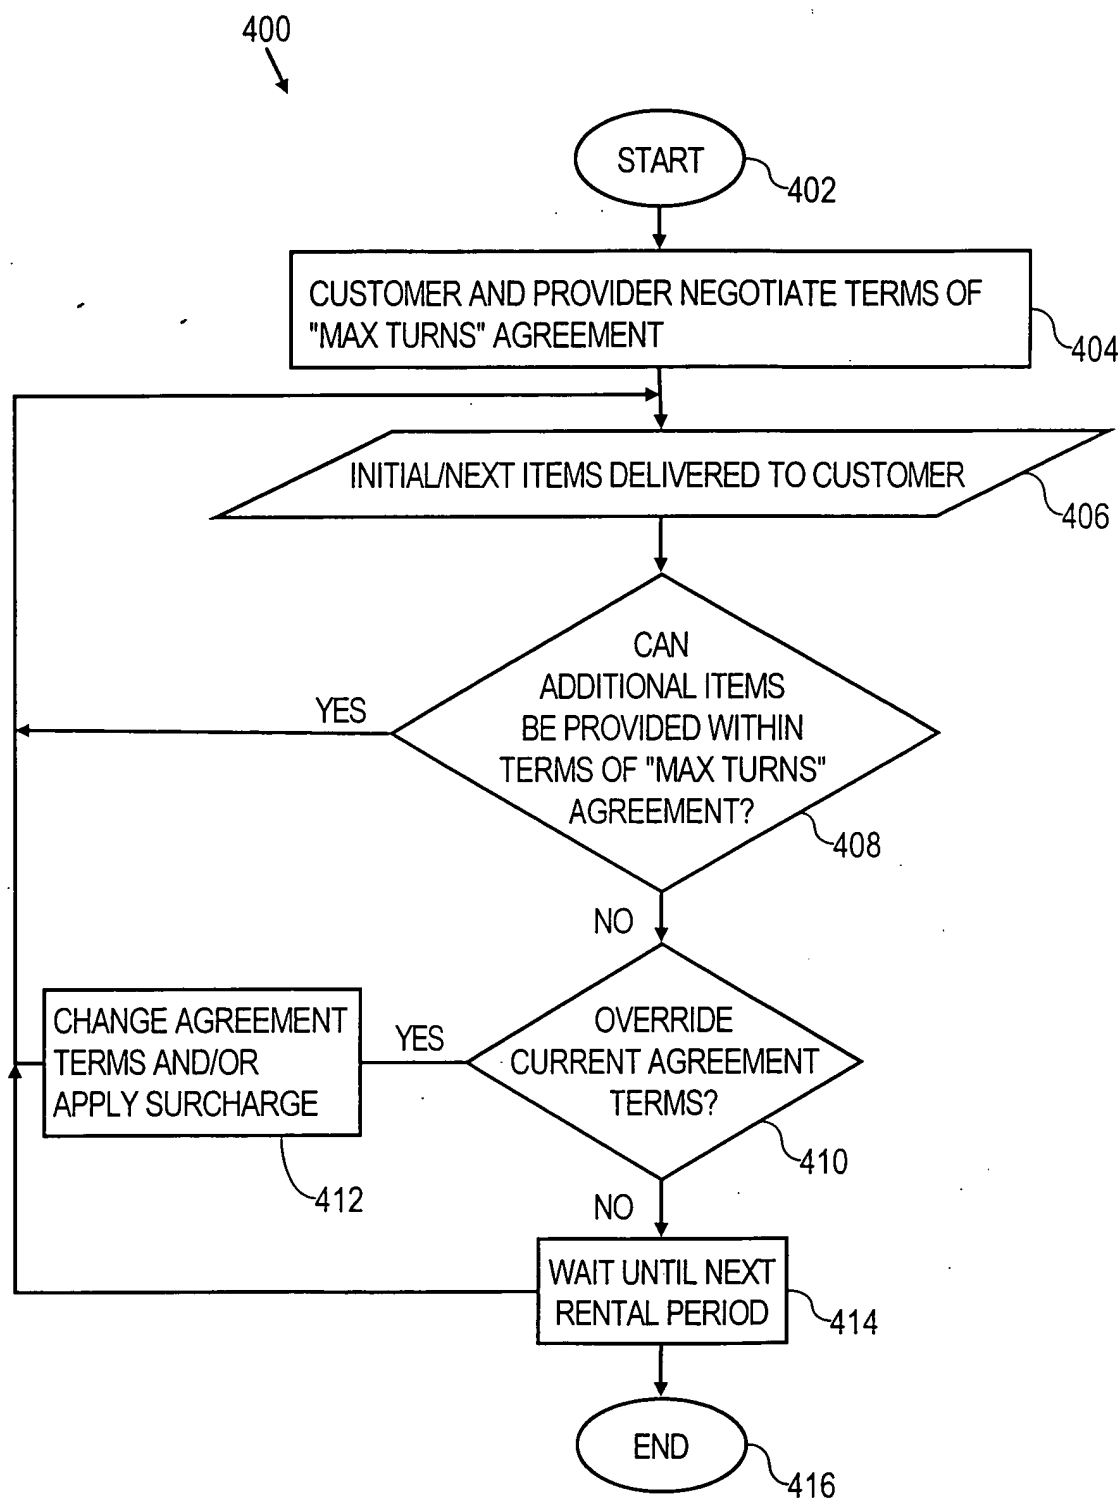 400
START
402
CUSTOMER AND PROVIDER NEGOTIATE TERMS OF
"MAX TURNS" AGREEMENT
404
INITIAL/NEXT ITEMS DELIVERED TO CUSTOMER
406
CAN
ADDITIONAL ITEMS
BE PROVIDED WITHIN
TERMS OF "MAX TURNS"
AGREEMENT?
YES
408
NO
OVERRIDE
CURRENT AGREEMENT
TERMS?
YES
410
CHANGE AGREEMENT
TERMS AND/OR
APPLY SURCHARGE
412
NO
WAIT UNTIL NEXT
RENTAL PERIOD
414
END
416